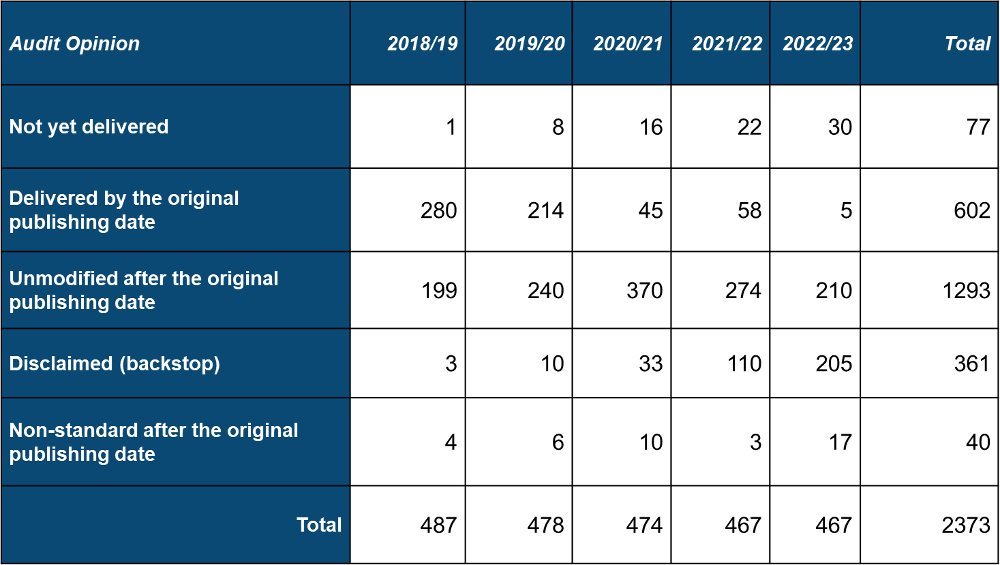 Audit Opinion 2018/19 2019/20 2020/21 2021/22 2022/23 Total
Not yet delivered 1 8 16 22 30 77
Delivered by the original
publishing date 280 214 45 58 5 602
Unmodified after the original
publishing date 199 240 370 274 210 1293
Disclaimed (backstop) 3 10 33 110 205 361
Non-standard after the original
publishing date 4 6 10 3 17 40
Total 487 478 474 467 467 2373